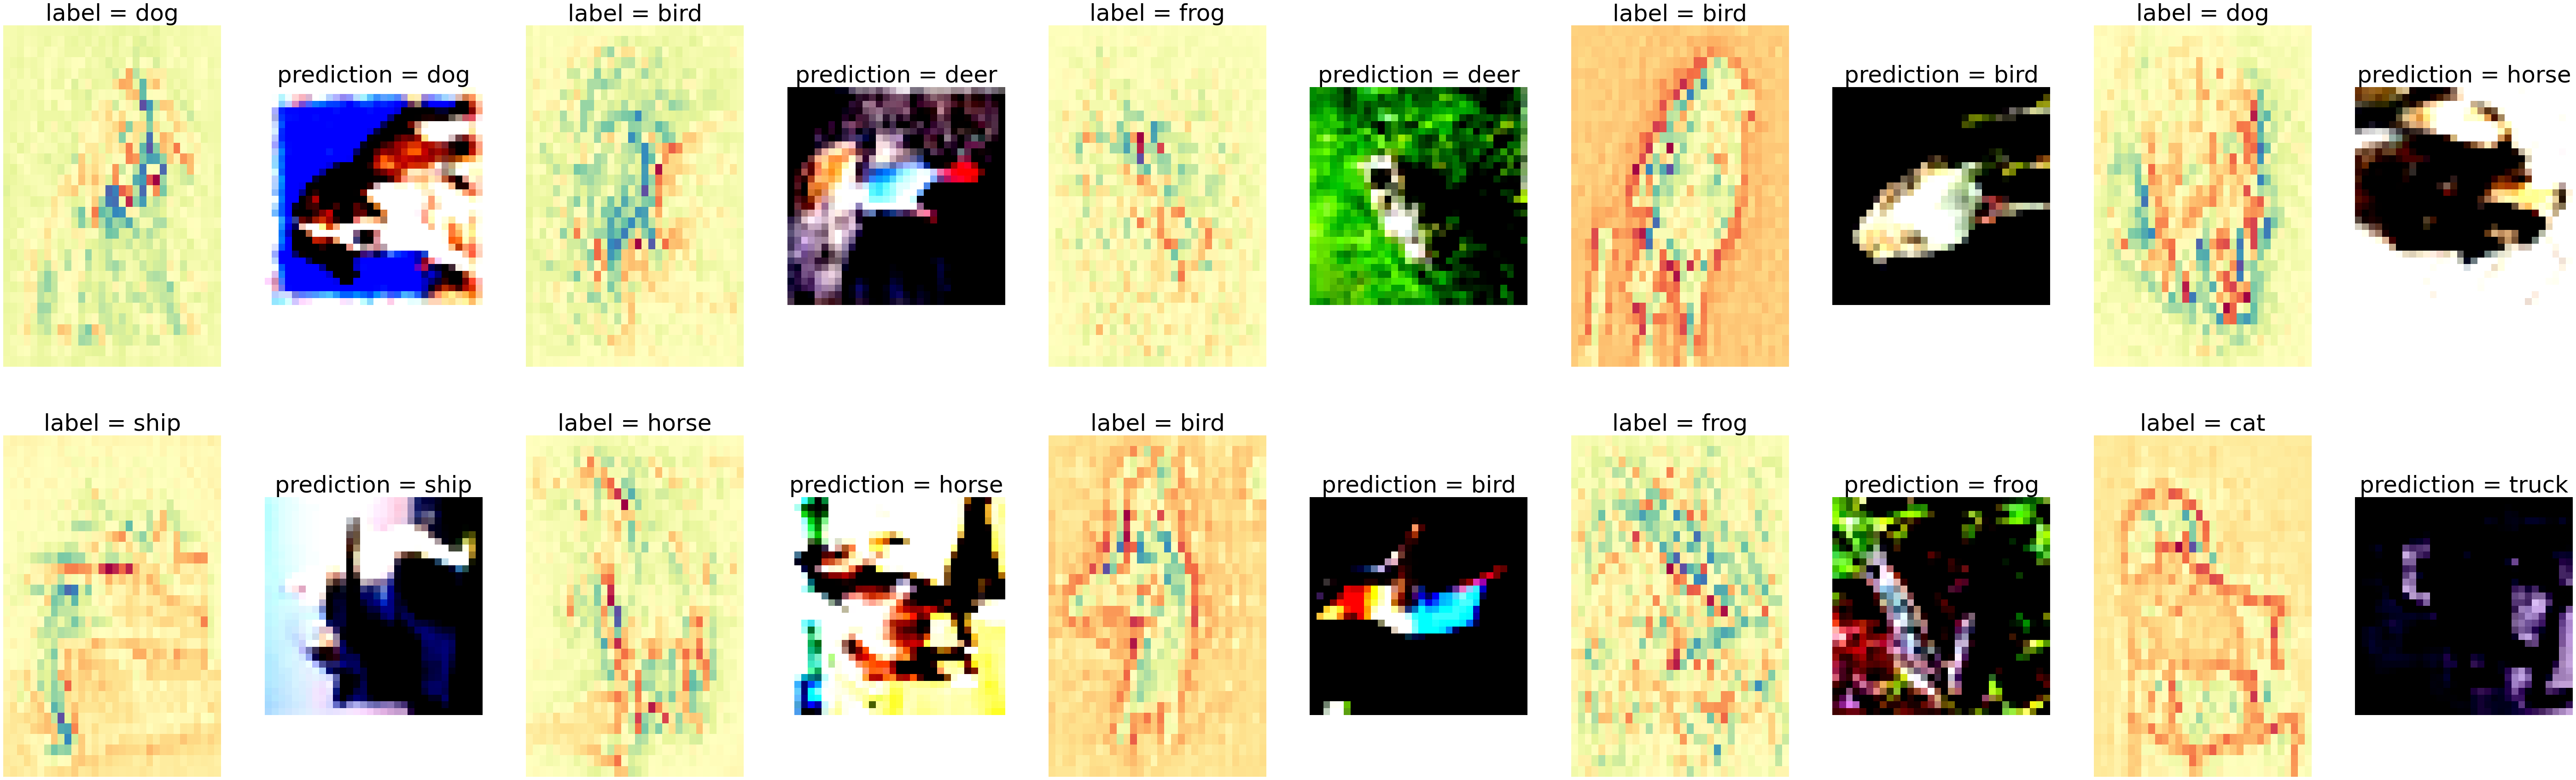 label = dog
prediction = dog
label = bird
prediction = deer
label = frog
prediction = deer
label = bird
prediction = bird
label = dog
prediction = horse
label = ship
prediction = ship
label = horse
prediction = horse
label = bird
prediction = bird
label = frog
prediction = frog
label = cat
prediction = truck